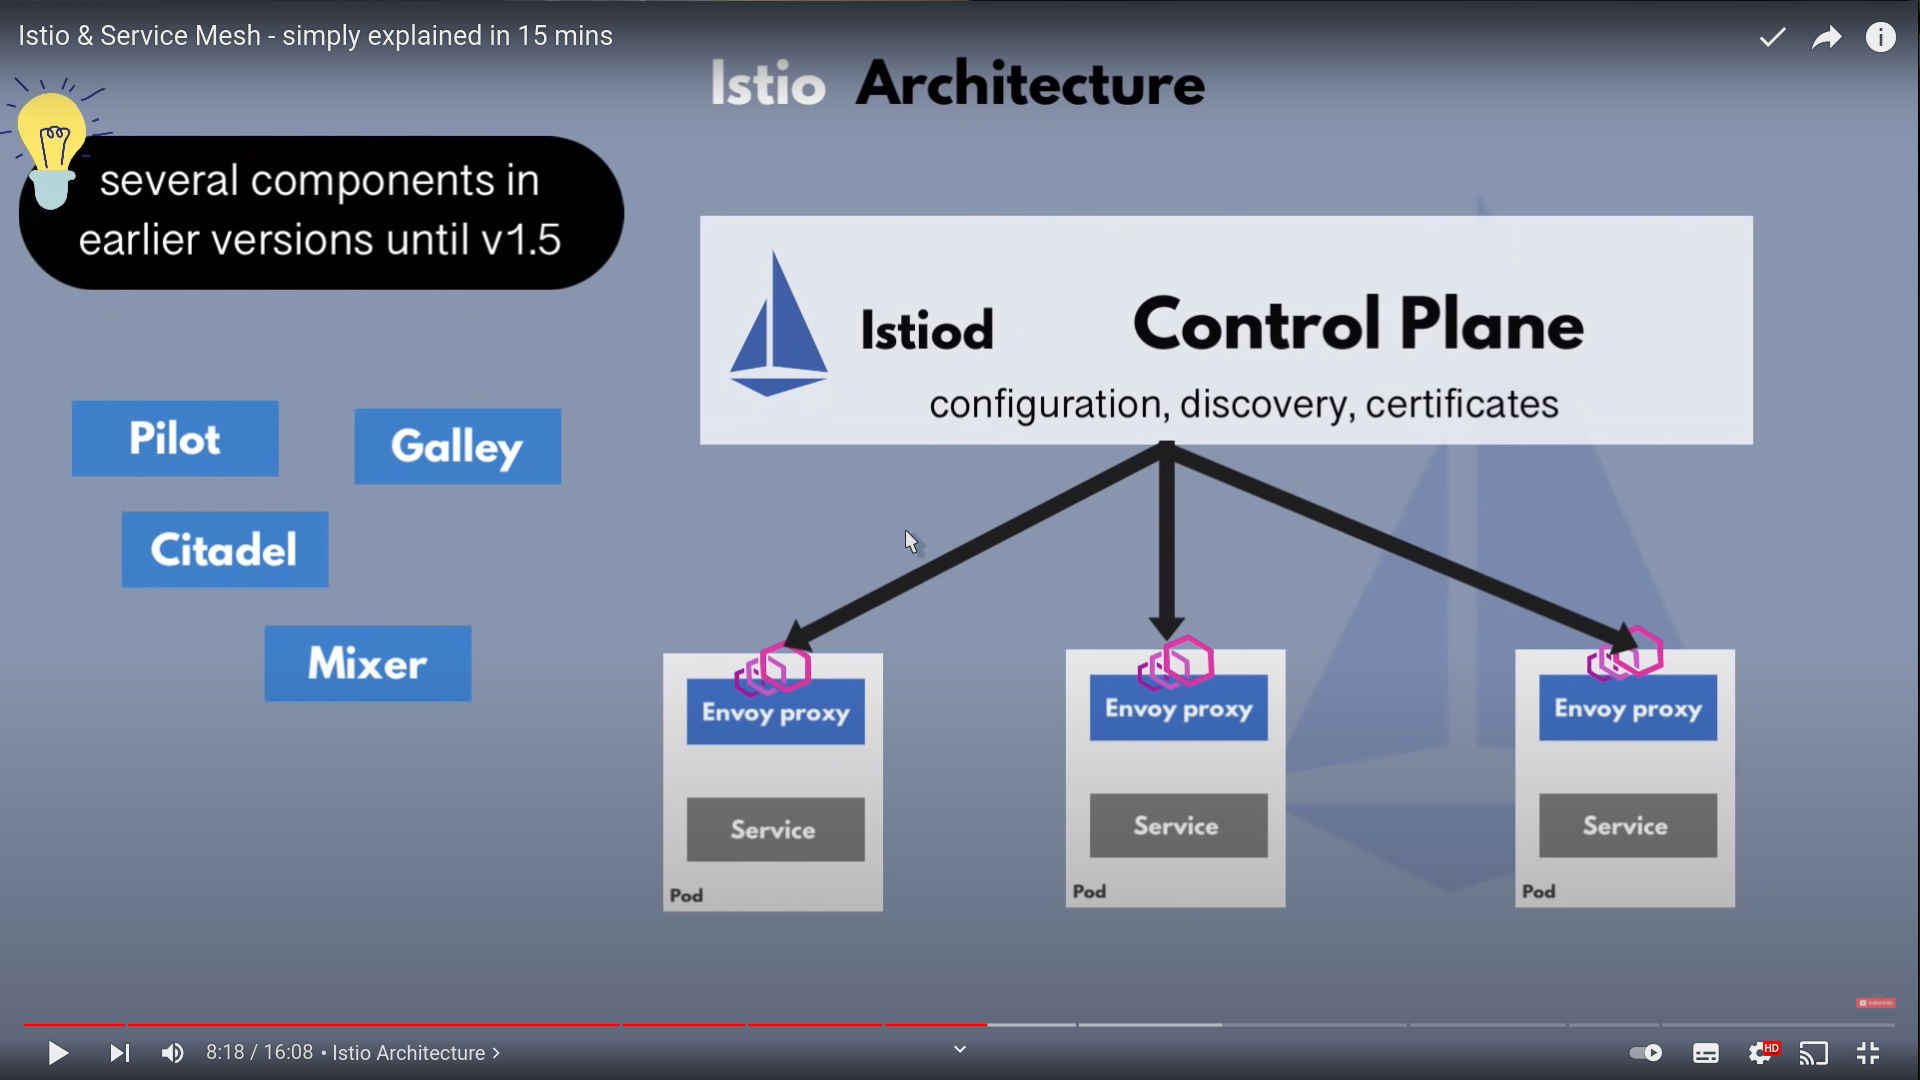 Istio & Service Mesh - simply explained in 15 mins
Istio Architecture
several components in
earlier versions until v1.5
Istiod
Control Plane
configuration, discovery, certificates
Pilot
Galley
Citadel
Mixer
Envoy proxy
Service
Pod
Envoy proxy
Service
Pod
Envoy proxy
Service
Pod
SUBSCRIBE
8:18 / 16:08 • Istio Architecture >
HD